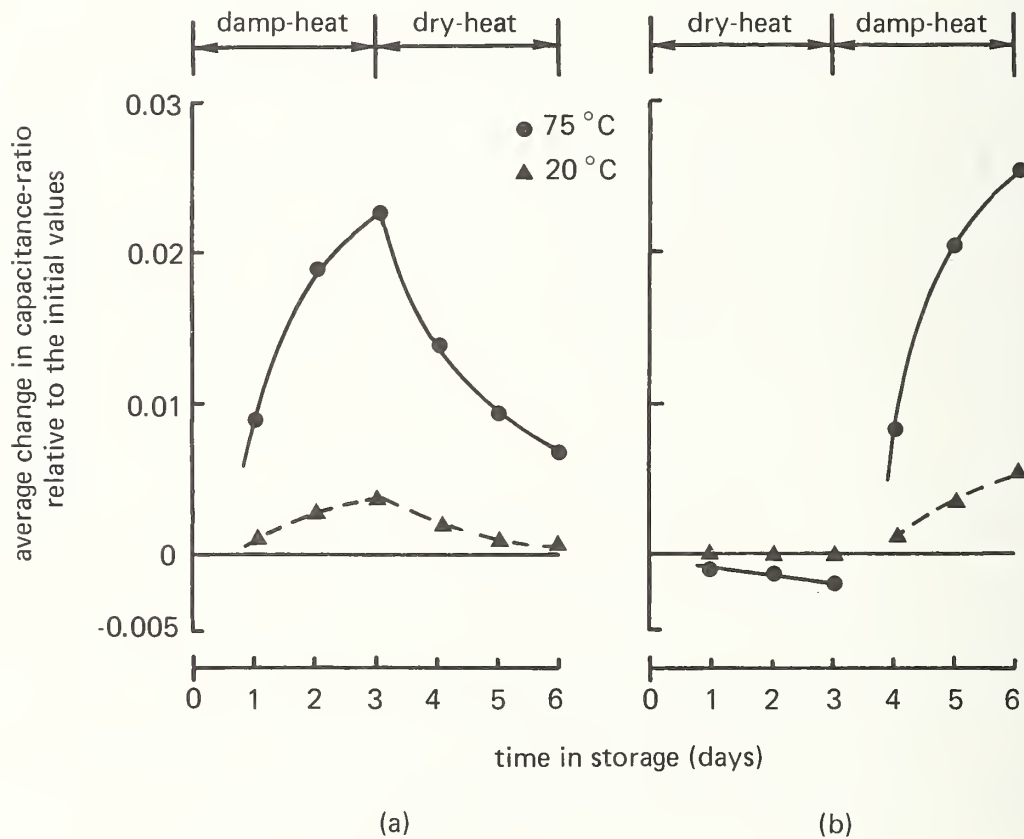 damp-heat dry-heat dry-heat damp-heat
0.03
75 °C
20 °C
0.02
0.01
0
-0.005
average change in capacitance-ratio
relative to the initial values
0 1 2 3 4 5 6 0 1 2 3 4 5 6
time in storage (days)
(a) (b)